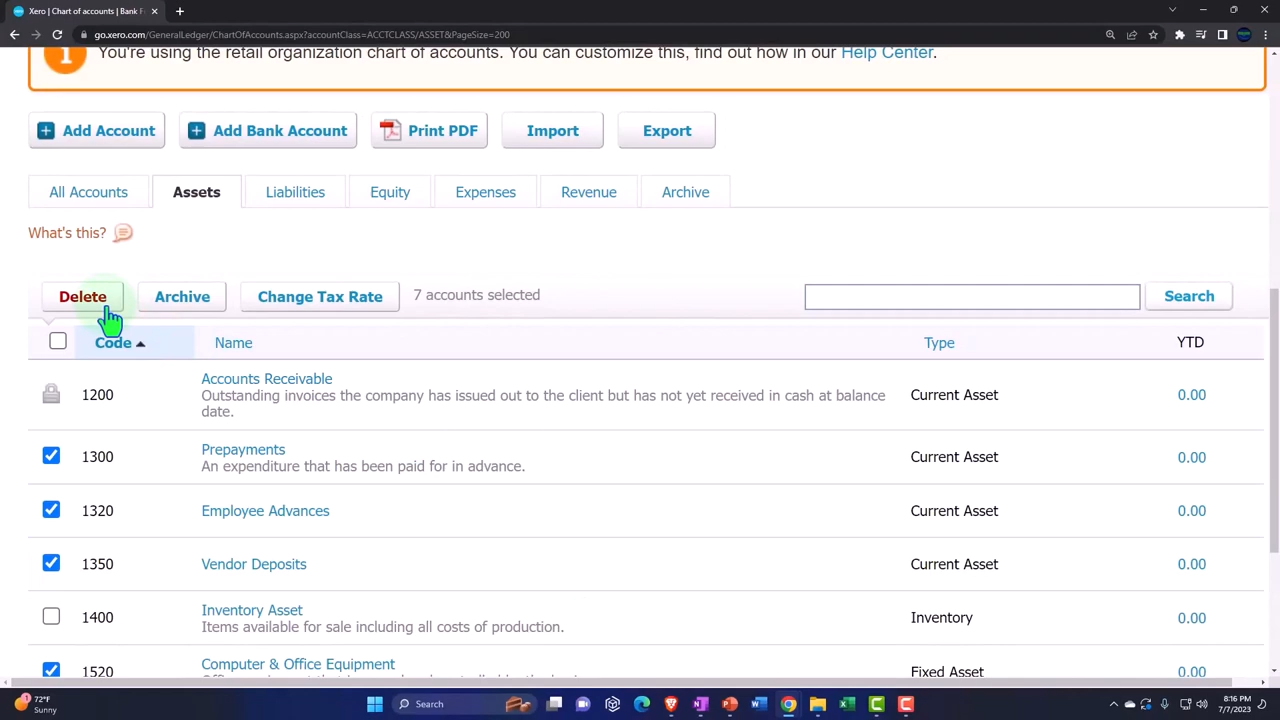 Xero | Chart of accounts | Bank F
go.xero.com/GeneralLedger/ChartOfAccounts.aspx?accountClass=ACCTCLASS/ASSET&PageSize=200
You're using the retail organization chart of accounts. You can customize this, find out how in our Help Center.
Add Account Add Bank Account Print PDF Import Export
All Accounts Assets Liabilities Equity Expenses Revenue Archive
What's this?
Delete Archive Change Tax Rate 7 accounts selected Search
Code Name Type YTD
Accounts Receivable
1200 Outstanding invoices the company has issued out to the client but has not yet received in cash at balance Current Asset 0.00
date.
Prepayments
1300 An expenditure that has been paid for in advance. Current Asset 0.00
1320 Employee Advances Current Asset 0.00
1350 Vendor Deposits Current Asset 0.00
Inventory Asset
1400 Items available for sale including all costs of production. Inventory 0.00
Computer & Office Equipment
1520 Fixed Asset 0.00
72°F
Sunny
Search
8:16 PM
7/7/2023